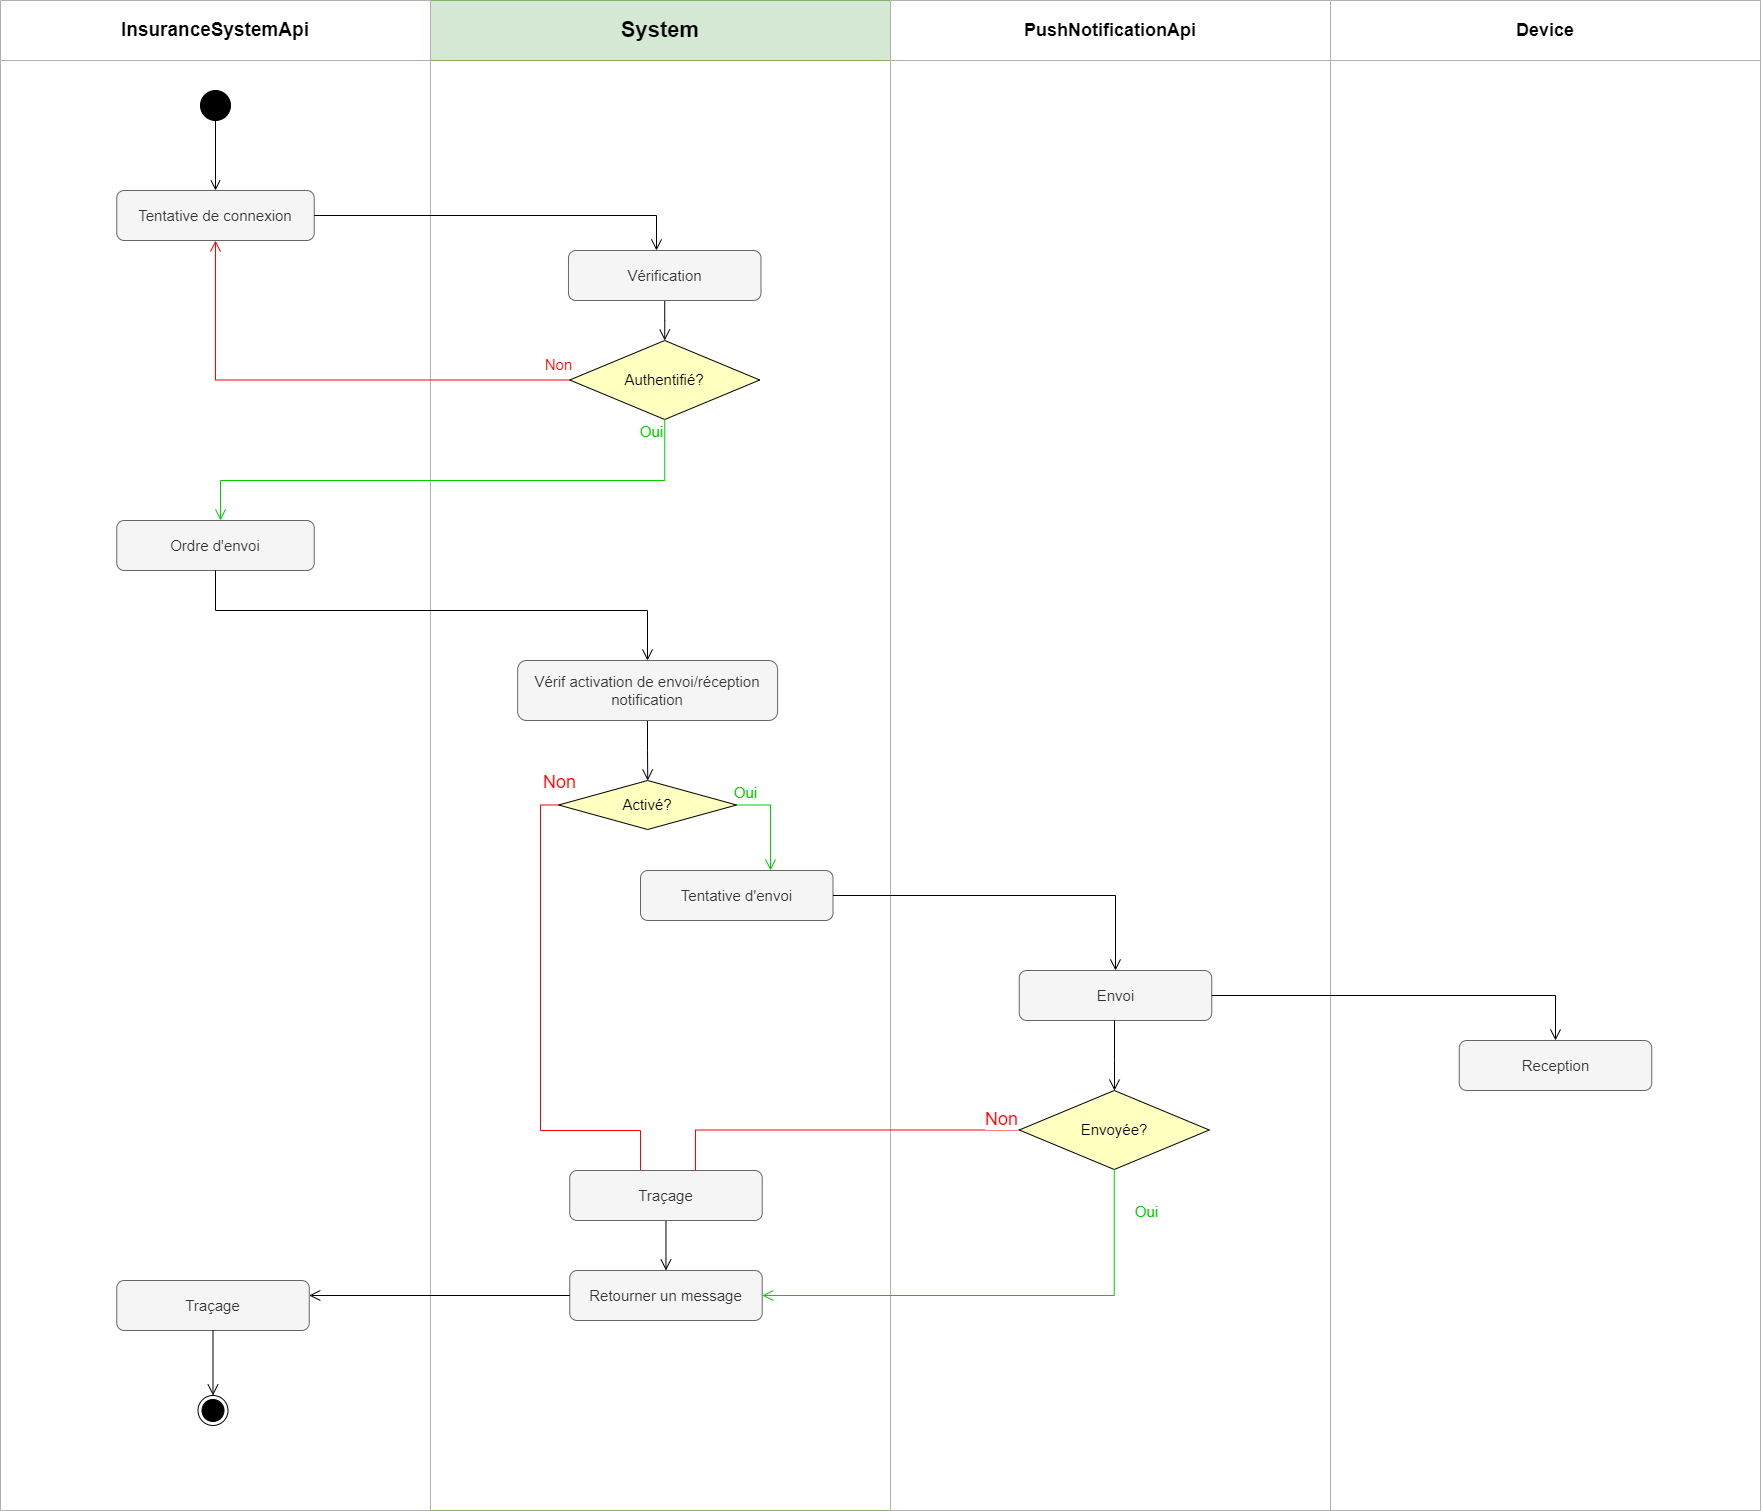 InsuranceSystemApi
System
PushNotificationApi
Device
Tentative de connexion
Vérification
Non
Authentifié?
Oui
Ordre d'envoi
Vérif activation de envoi/réception
notification
Non
Oui
Activé?
Tentative d'envoi
Envoi
Reception
Non
Envoyée?
Traçage
Oui
Retourner un message
Traçage